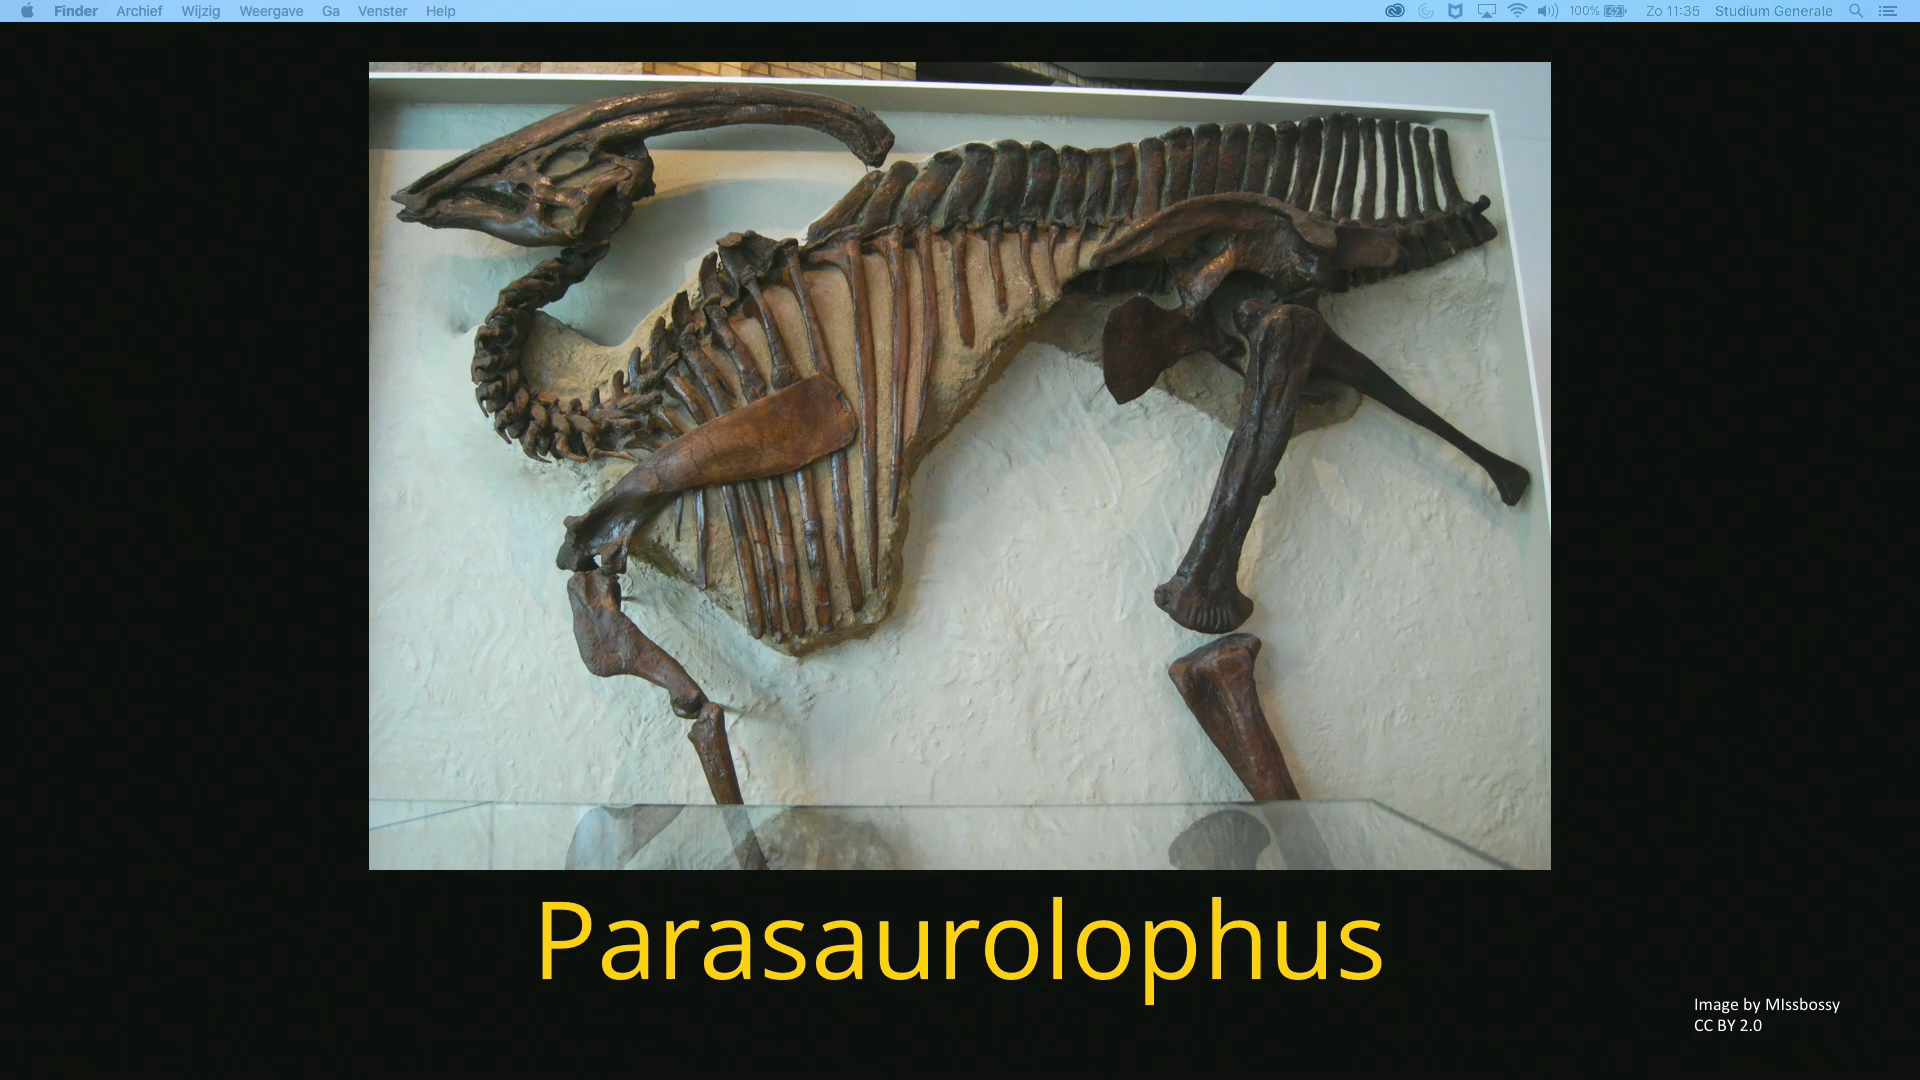 Finder Archief Wijzig Weergave Ga Venster Help 100% Zo 11:35 Studium Generale
Parasaurolophus
Image by MIssbossy
CC BY 2.0